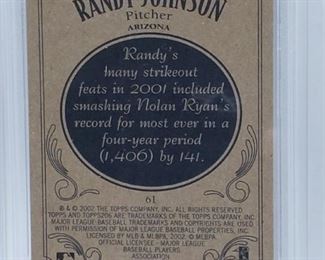 RANDY JOHNSON
Pitcher
ARIZONA
Randy's
many strikeout
feats in 2001 included
smashing Nolan Ryan's
record for most ever in a
four-year period
(1,406) by 141.
61
® & © 2002 THE TOPPS COMPANY, INC. ALL RIGHTS RESERVED.
TOPPS AND TOPPS206 ARE TRADEMARKS OF THE TOPPS COMPANY, INC.
MAJOR LEAGUE BASEBALL TRADEMARKS AND COPYRIGHTS ARE USED
WITH PERMISSION OF MAJOR LEAGUE BASEBALL PROPERTIES, INC.
LICENSED BY MLB & MLBPA, 2002. © MLBPA.
OFFICIAL LICENSEE - MAJOR LEAGUE
BASEBALL PLAYERS
ASSOCIATION